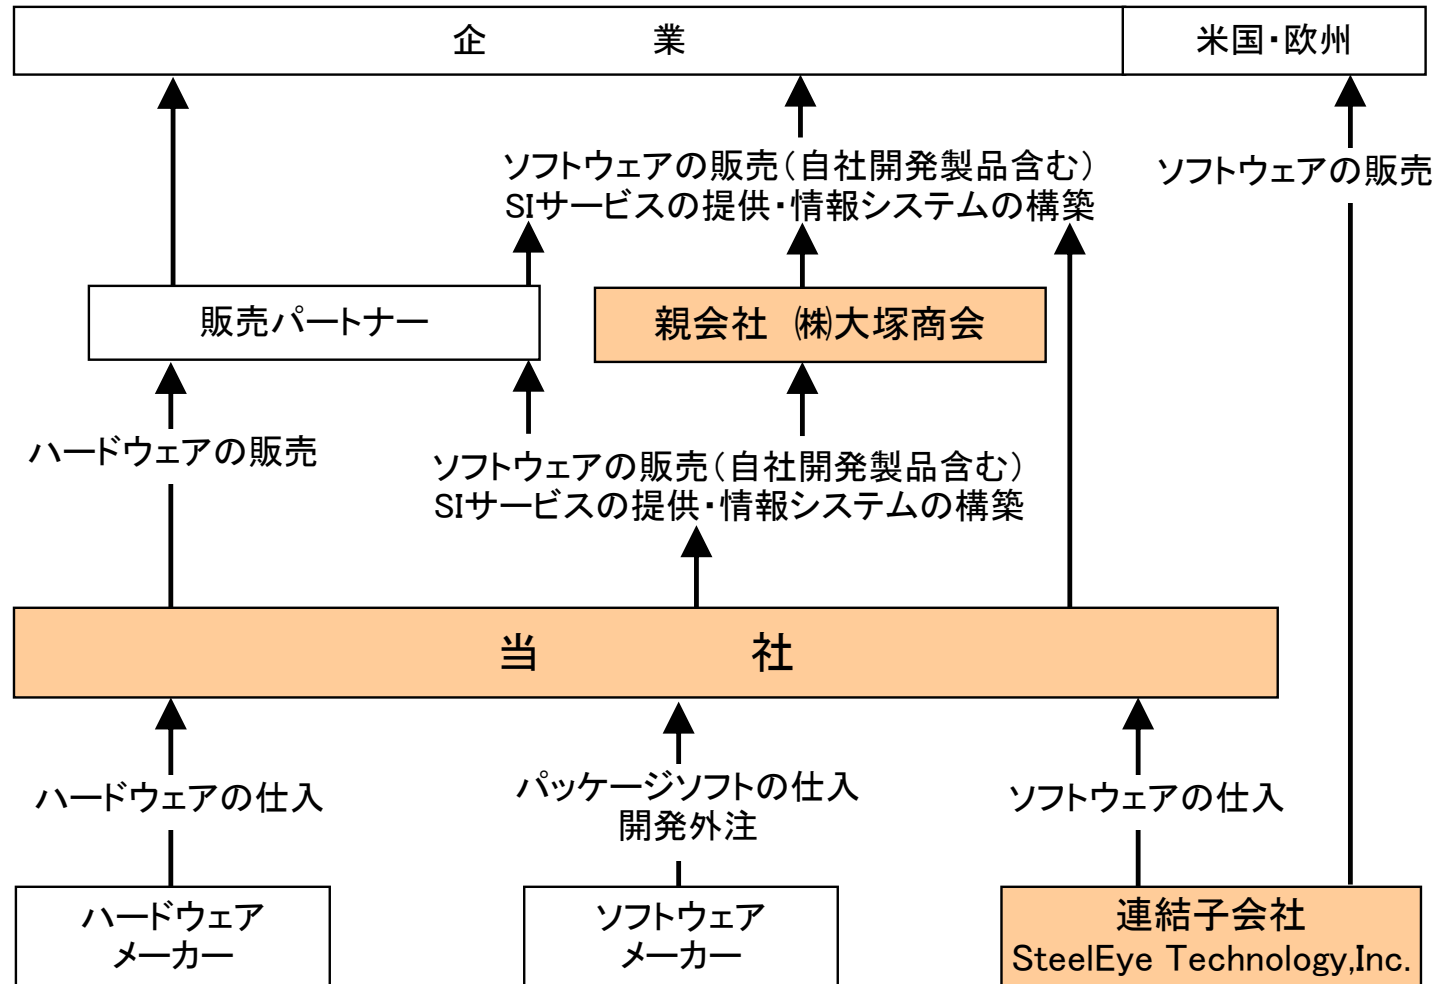 企　業
米国・欧州
ソフトウェアの販売（自社開発製品含む）
SIサービスの提供・情報システムの構築
ソフトウェアの販売
販売パートナー
親会社　㈱大塚商会
ハードウェアの販売
ソフトウェアの販売（自社開発製品含む）
SIサービスの提供・情報システムの構築
当　社
ハードウェアの仕入
パッケージソフトの仕入
開発外注
ソフトウェアの仕入
ハードウェア
メーカー
ソフトウェア
メーカー
連結子会社
SteelEye Technology,Inc.